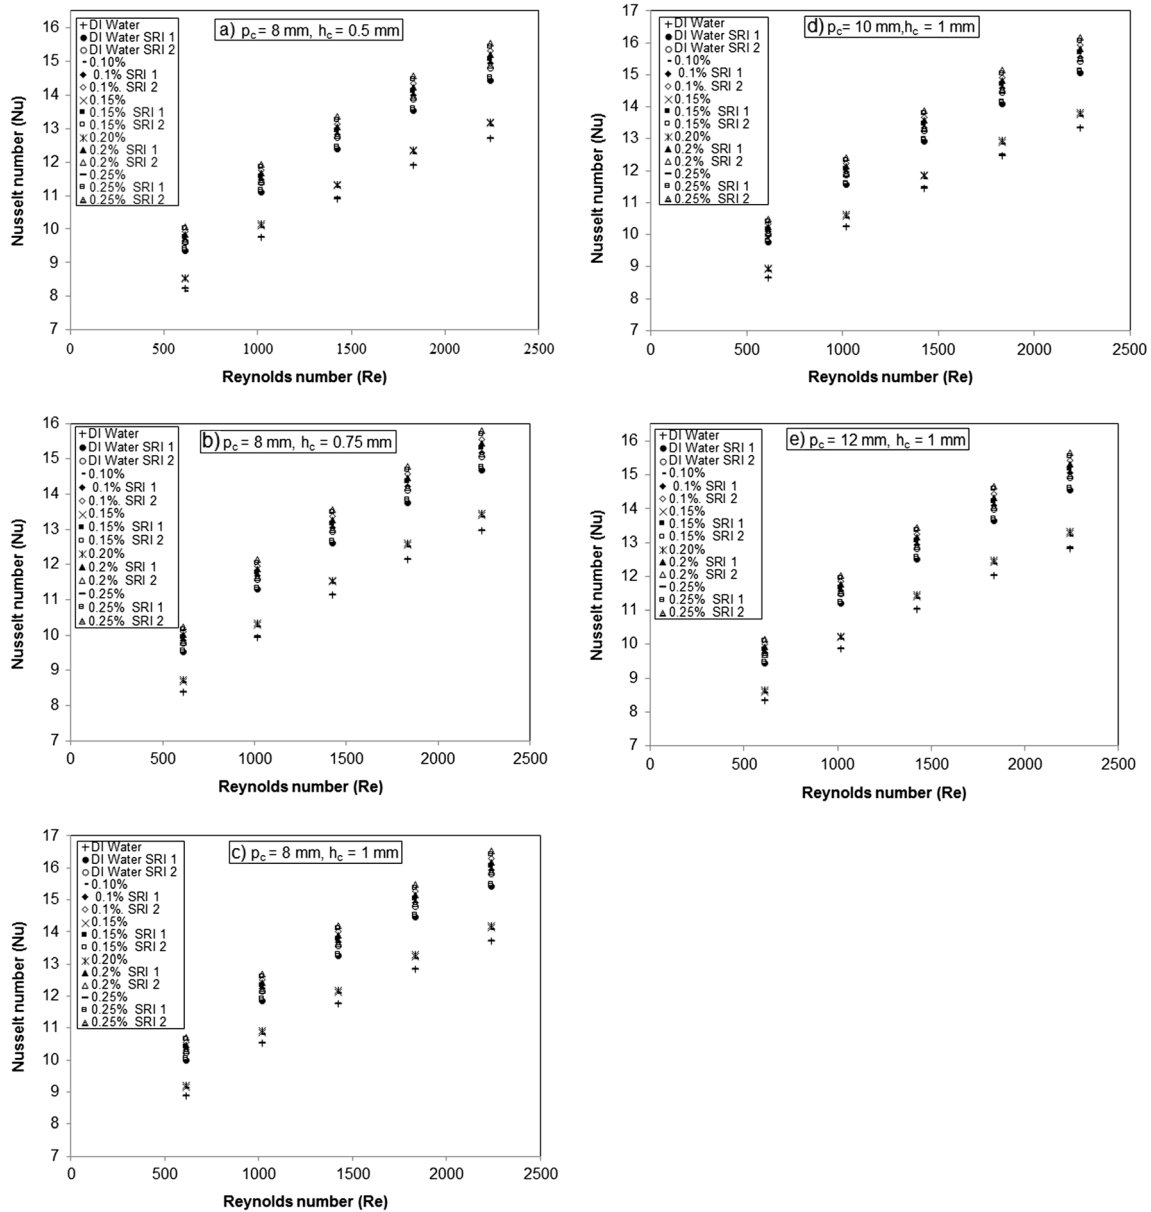 a) pc = 8 mm, hc = 0.5 mm
Nusselt number (Nu)
16
15
14
13
12
11
10
9
8
7
DI Water
DI Water SRI 1
DI Water SRI 2
0.10%
0.1% SRI 1
0.1%. SRI 2
0.15%
0.15% SRI 1
0.15% SRI 2
0.20%
0.2% SRI 1
0.2% SRI 2
0.25%
0.25% SRI 1
0.25% SRI 2
0 500 1000 1500 2000 2500
Reynolds number (Re)
d) pc = 10 mm,hc = 1 mm
Nusselt number (Nu)
17
16
15
14
13
12
11
10
9
8
7
DI Water
DI Water SRI 1
DI Water SRI 2
0.10%
0.1% SRI 1
0.1%. SRI 2
0.15%
0.15% SRI 1
0.15% SRI 2
0.20%
0.2% SRI 1
0.2% SRI 2
0.25%
0.25% SRI 1
0.25% SRI 2
0 500 1000 1500 2000 2500
Reynolds number (Re)
b) pc = 8 mm, hc = 0.75 mm
Nusselt number (Nu)
16
15
14
13
12
11
10
9
8
7
DI Water
DI Water SRI 1
DI Water SRI 2
0.10%
0.1% SRI 1
0.1%. SRI 2
0.15%
0.15% SRI 1
0.15% SRI 2
0.20%
0.2% SRI 1
0.2% SRI 2
0.25%
0.25% SRI 1
0.25% SRI 2
0 500 1000 1500 2000 2500
Reynolds number (Re)
e) pc = 12 mm, hc = 1 mm
Nusselt number (Nu)
16
15
14
13
12
11
10
9
8
7
DI Water
DI Water SRI 1
DI Water SRI 2
0.10%
0.1% SRI 1
0.1%. SRI 2
0.15%
0.15% SRI 1
0.15% SRI 2
0.20%
0.2% SRI 1
0.2% SRI 2
0.25%
0.25% SRI 1
0.25% SRI 2
0 500 1000 1500 2000 2500
Reynolds number (Re)
c) pc = 8 mm, hc = 1 mm
Nusselt number (Nu)
17
16
15
14
13
12
11
10
9
8
7
DI Water
DI Water SRI 1
DI Water SRI 2
0.10%
0.1% SRI 1
0.1%. SRI 2
0.15%
0.15% SRI 1
0.15% SRI 2
0.20%
0.2% SRI 1
0.2% SRI 2
0.25%
0.25% SRI 1
0.25% SRI 2
0 500 1000 1500 2000 2500
Reynolds number (Re)